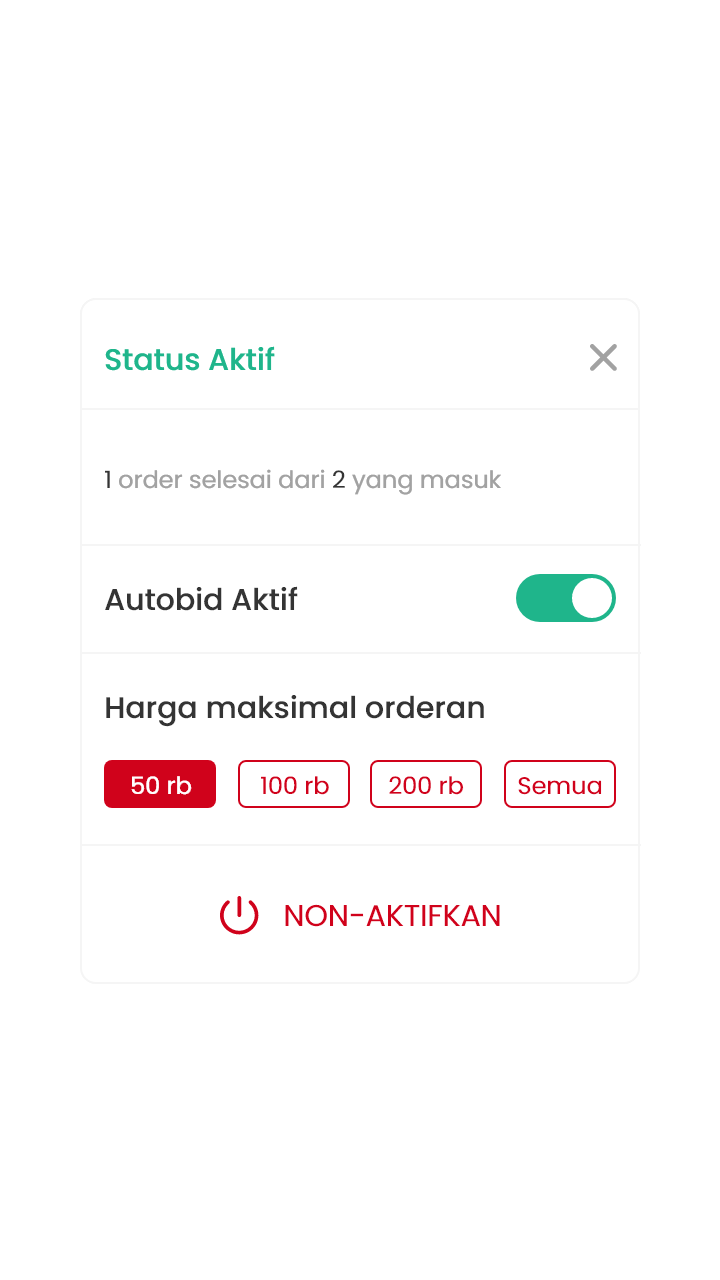 Status Aktif
1 order selesai dari 2 yang masuk
Autobid Aktif
Harga maksimal orderan
50 rb 100 rb 200 rb Semua
NON-AKTIFKAN